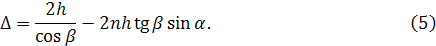 Δ = 2h / cos β − 2nh tg β sin α. (5)